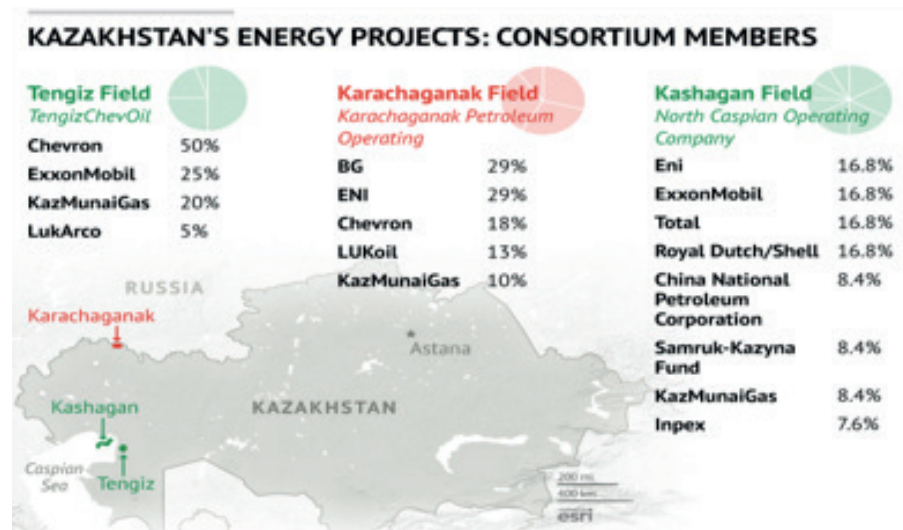 KAZAKHSTAN'S ENERGY PROJECTS: CONSORTIUM MEMBERS
Tengiz Field
TengizChevOil
Chevron 50%
ExxonMobil 25%
KazMunaiGas 20%
LukArco 5%
Karachaganak Field
Karachaganak Petroleum
Operating
BG 29%
ENI 29%
Chevron 18%
LUKoil 13%
KazMunaiGas 10%
Kashagan Field
North Caspian Operating
Company
Eni 16.8%
ExxonMobil 16.8%
Total 16.8%
Royal Dutch/Shell 16.8%
China National 8.4%
Petroleum
Corporation
Samruk-Kazyna 8.4%
Fund
KazMunaiGas 8.4%
Inpex 7.6%
RUSSIA
Karachaganak
Astana
Kashagan
KAZAKHSTAN
Caspian
Sea
Tengiz
200 mi
400 km
esri